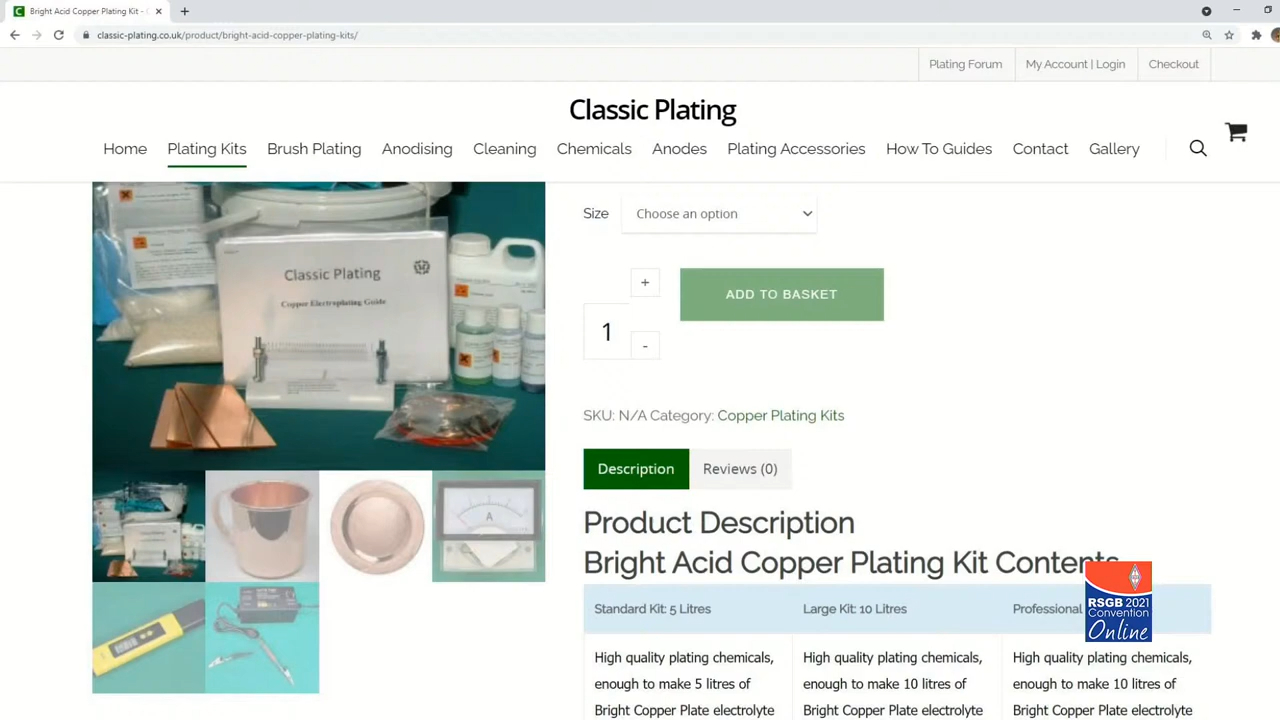 Bright Acid Copper Plating Kit -
classic-plating.co.uk/product/bright-acid-copper-plating-kits/
Plating Forum
My Account | Login
Checkout
Classic Plating
Home
Plating Kits
Brush Plating
Anodising
Cleaning
Chemicals
Anodes
Plating Accessories
How To Guides
Contact
Gallery
Classic Plating
Copper Electroplating Guide
A
Size
Choose an option
+
1
-
ADD TO BASKET
SKU: N/A Category: Copper Plating Kits
Description
Reviews (0)
Product Description
Bright Acid Copper Plating Kit Contents
Standard Kit: 5 Litres
Large Kit: 10 Litres
Professional
High quality plating chemicals,
enough to make 5 litres of
Bright Copper Plate electrolyte
High quality plating chemicals,
enough to make 10 litres of
Bright Copper Plate electrolyte
High quality plating chemicals,
enough to make 10 litres of
Bright Copper Plate electrolyte
RSGB 2021
Convention
Online